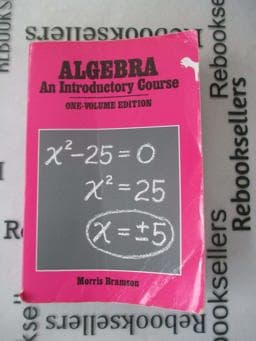 ALGEBRA
An Introductory Course
ONE-VOLUME EDITION
x²-25=0
x²=25
x=±5
Morris Bramson
Rebooksellers
Rebooksellers
Rebooksellers
Rebooksellers